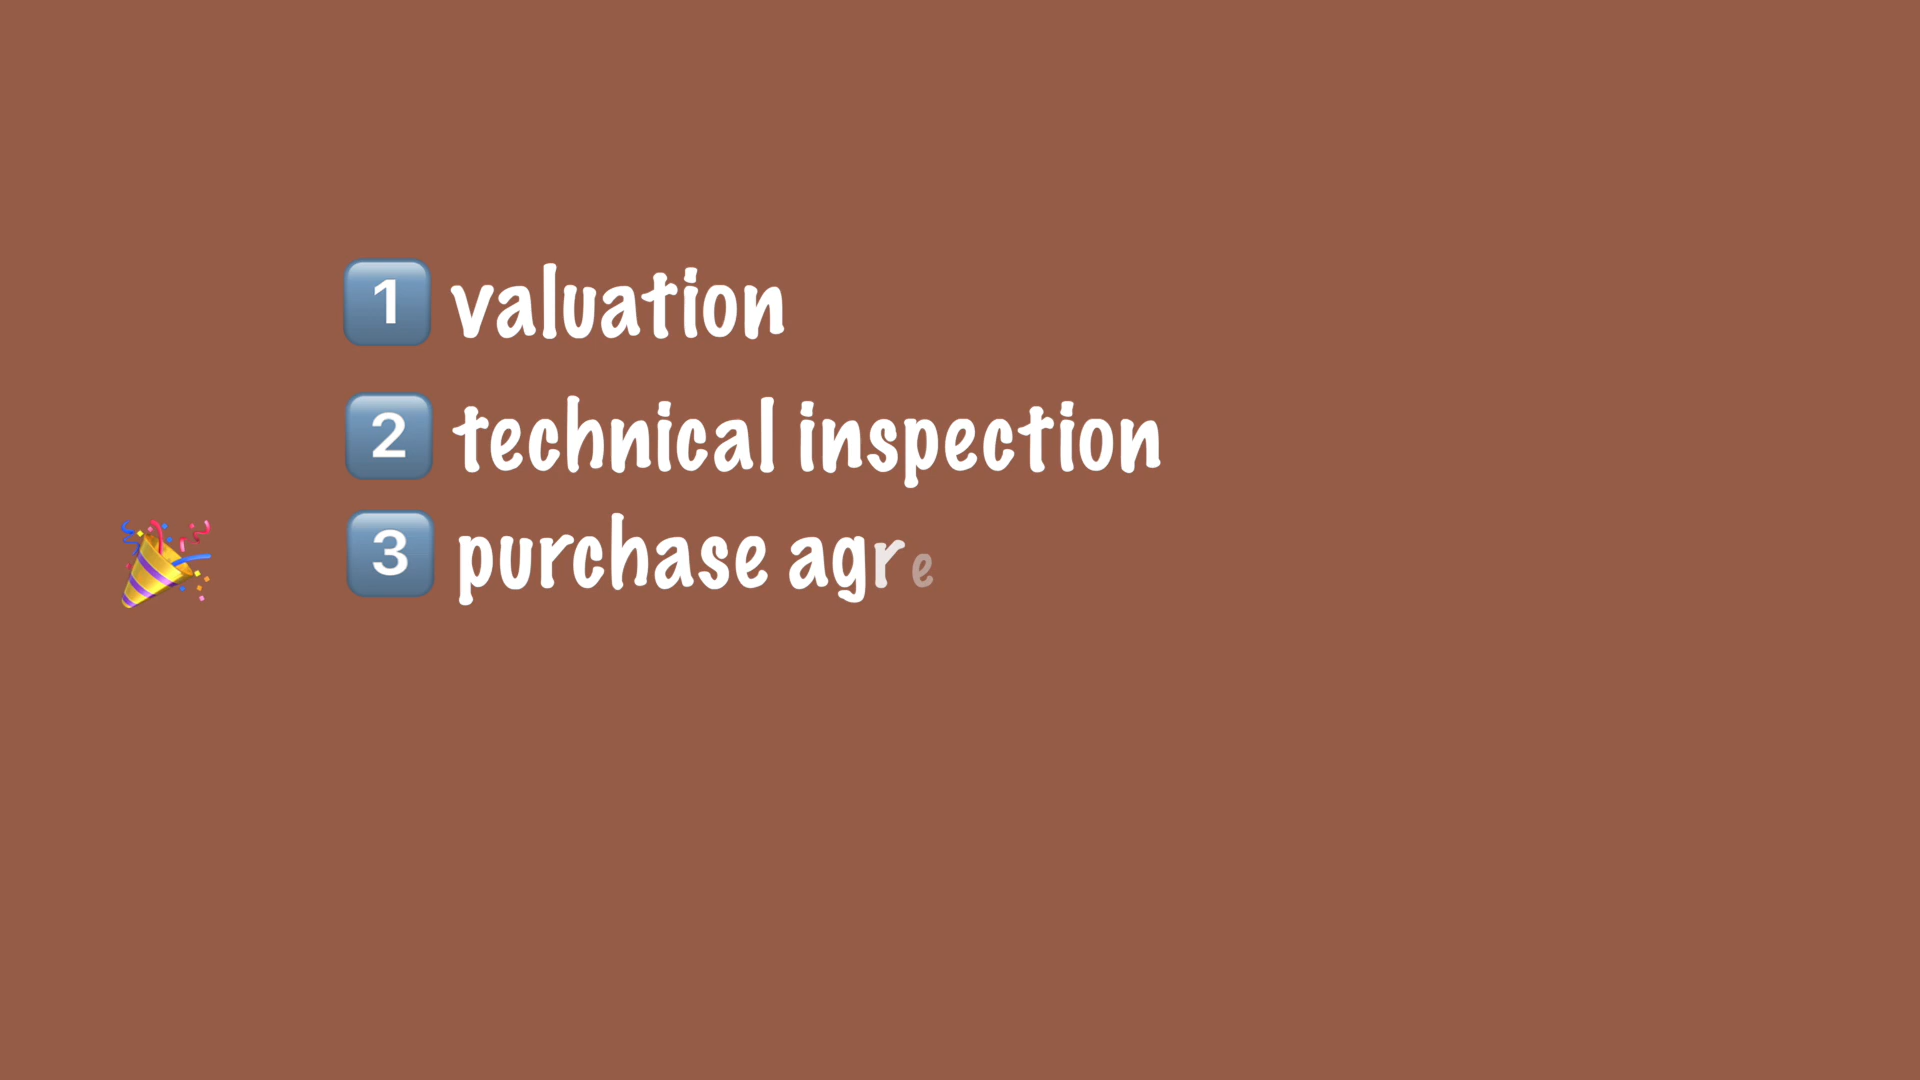 1 valuation
2 technical inspection
3 purchase agre